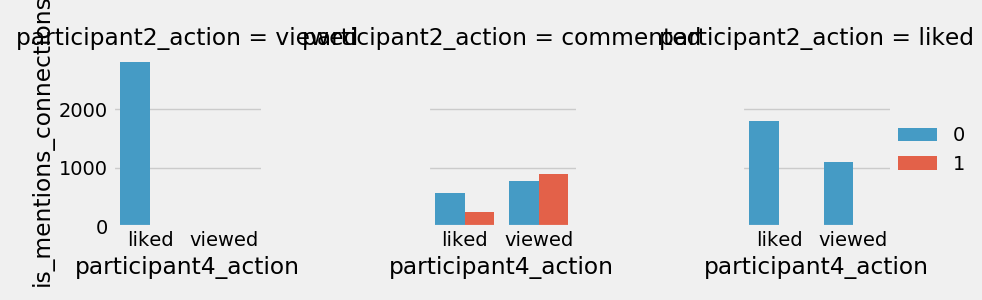 participant2_action = viewed
participant2_action = commented
participant2_action = liked
is_mentions_connections
2000
1000
0
liked viewed
liked viewed
liked viewed
participant4_action
participant4_action
participant4_action
0
1